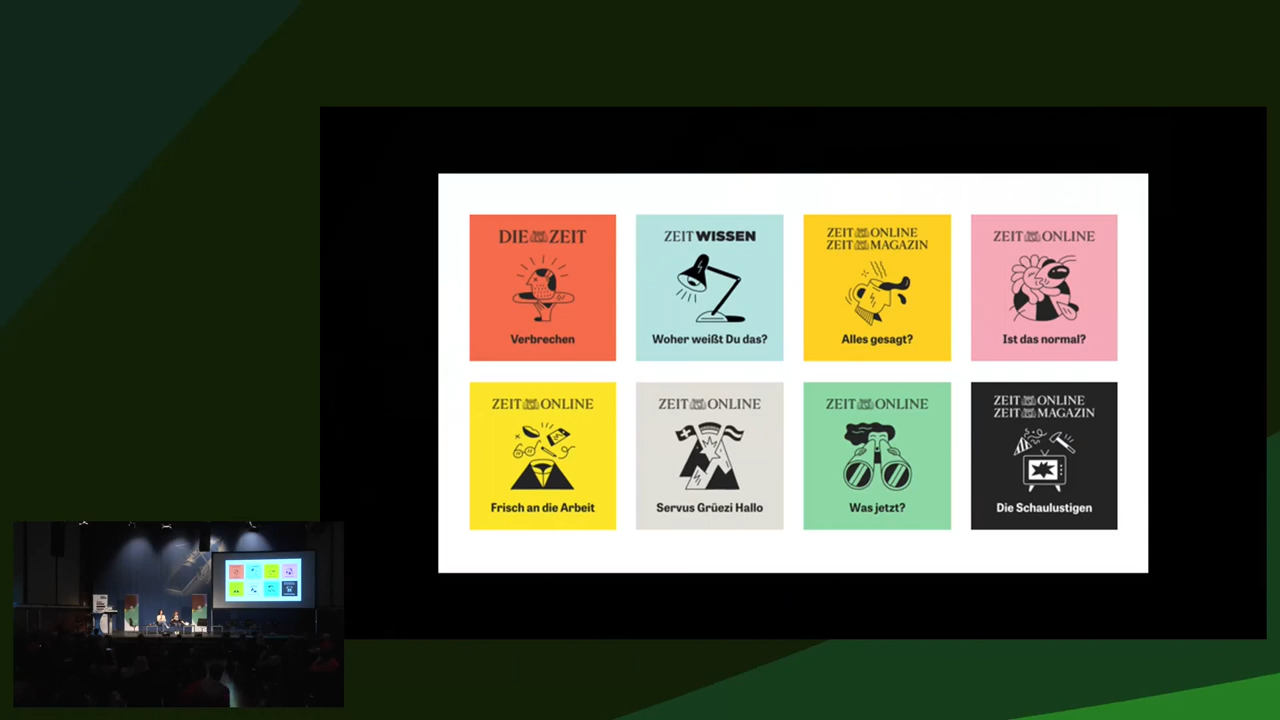 DIE ZEIT
Verbrechen
ZEIT WISSEN
Woher weißt Du das?
ZEIT ONLINE
ZEIT MAGAZIN
Alles gesagt?
ZEIT ONLINE
Ist das normal?
ZEIT ONLINE
Frisch an die Arbeit
ZEIT ONLINE
Servus Grüezi Hallo
ZEIT ONLINE
Was jetzt?
ZEIT ONLINE
ZEIT MAGAZIN
Die Schaulustigen